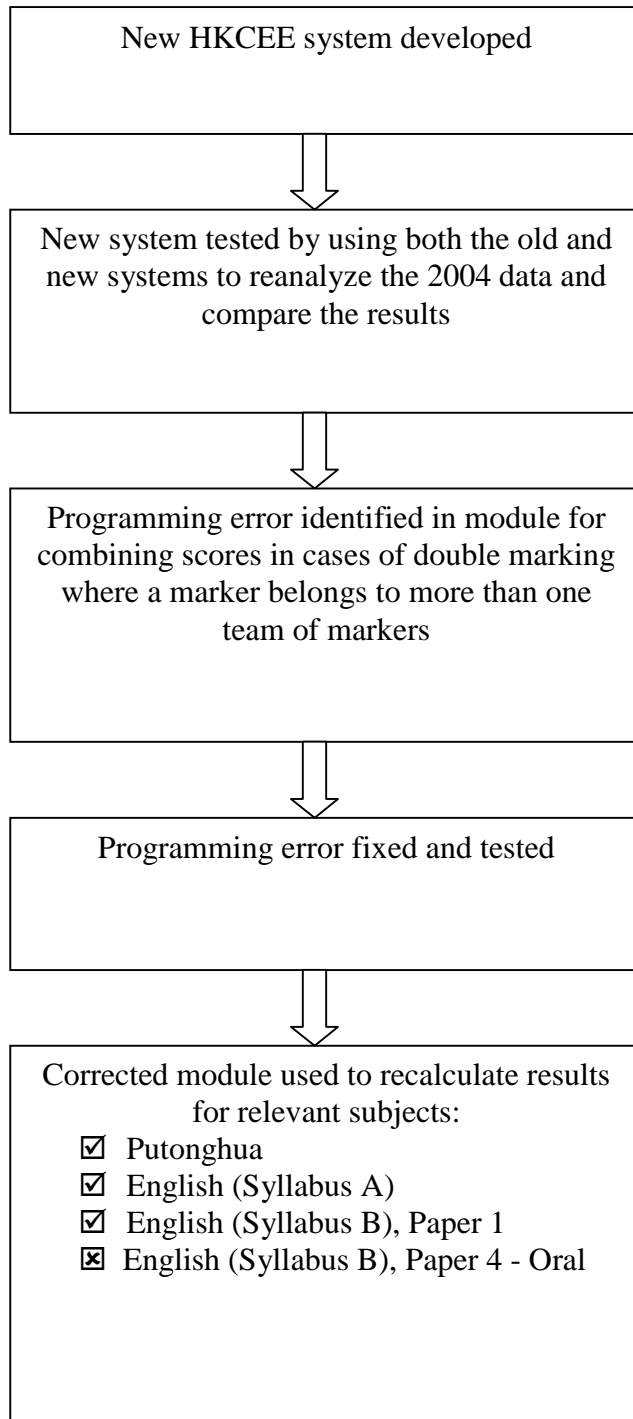 New HKCEE system developed
New system tested by using both the old and
new systems to reanalyze the 2004 data and
compare the results
Programming error identified in module for
combining scores in cases of double marking
where a marker belongs to more than one
team of markers
Programming error fixed and tested
Corrected module used to recalculate results
for relevant subjects:
☑ Putonghua
☑ English (Syllabus A)
☑ English (Syllabus B), Paper 1
☒ English (Syllabus B), Paper 4 - Oral